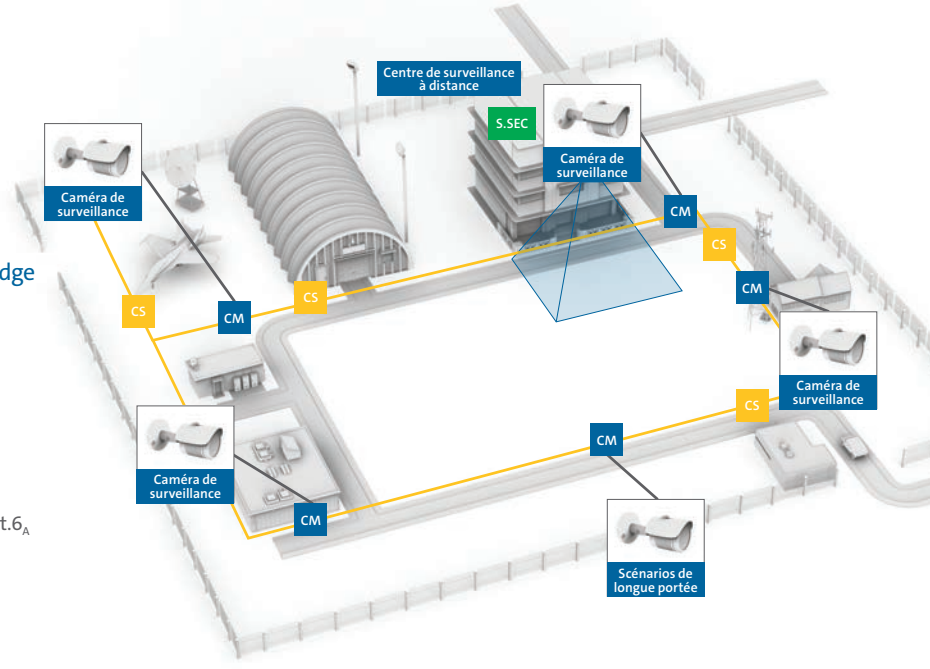 Centre de surveillance
à distance
S.SEC
Caméra de
surveillance
Caméra de
surveillance
CM
CS
dge
CM
CS
CS
CM
Caméra de
surveillance
CS
CM
Caméra de
surveillance
CM
t.6A
Scénarios de
longue portée